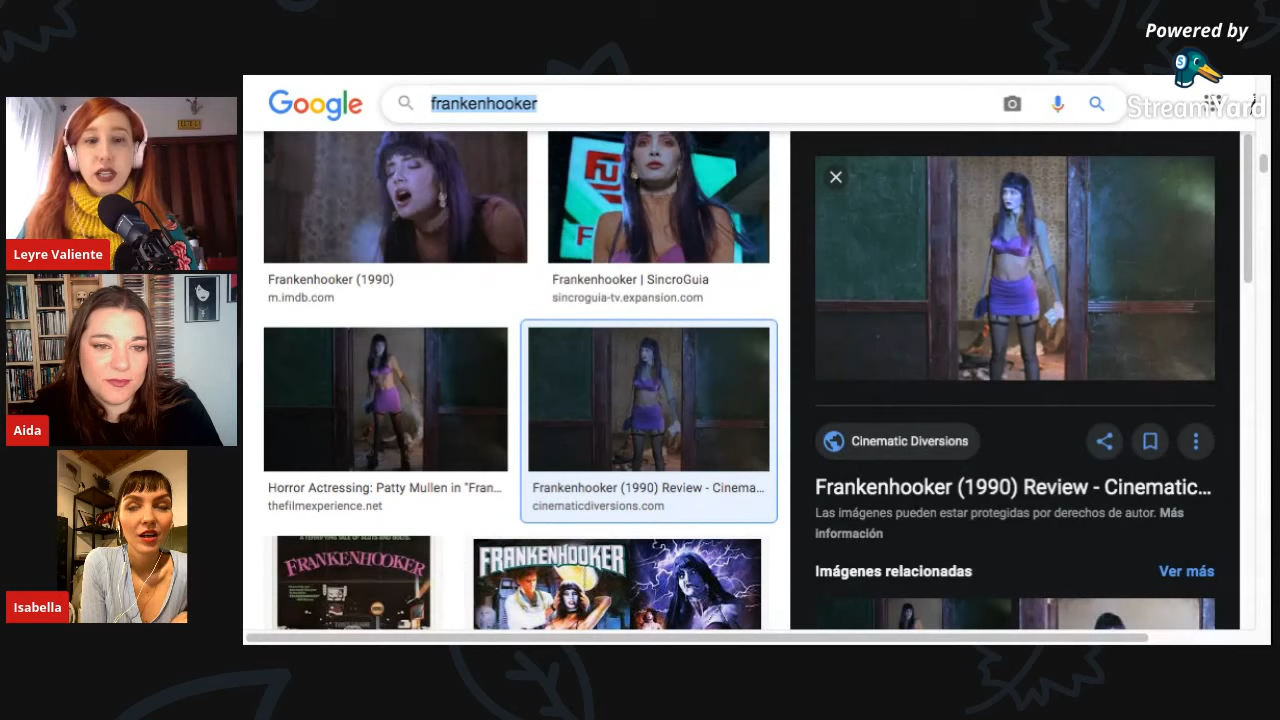 Powered by
StreamYard
Google
frankenhooker
Leyre Valiente
Aida
Isabella
Frankenhooker (1990)
m.imdb.com
Frankenhooker | SincroGuia
sincroguia-tv.expansion.com
Horror Actressing: Patty Mullen in "Fran...
thefilmexperience.net
Frankenhooker (1990) Review - Cinema...
cinematicdiversions.com
FRANKENHOOKER
FRANKENHOOKER
Cinematic Diversions
Frankenhooker (1990) Review - Cinematic...
Las imágenes pueden estar protegidas por derechos de autor. Más
información
Imágenes relacionadas
Ver más